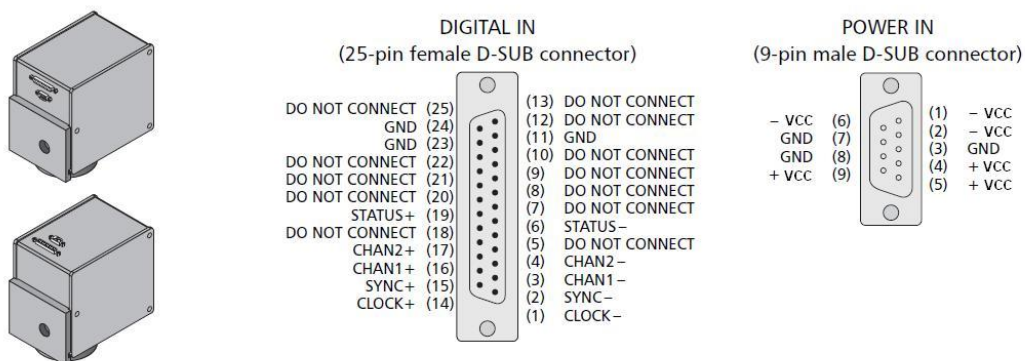 DIGITAL IN
(25-pin female D-SUB connector)
DO NOT CONNECT (25)
GND (24)
GND (23)
DO NOT CONNECT (22)
DO NOT CONNECT (21)
DO NOT CONNECT (20)
STATUS+ (19)
DO NOT CONNECT (18)
CHAN2+ (17)
CHAN1+ (16)
SYNC+ (15)
CLOCK+ (14)
(13) DO NOT CONNECT
(12) DO NOT CONNECT
(11) GND
(10) DO NOT CONNECT
(9) DO NOT CONNECT
(8) DO NOT CONNECT
(7) DO NOT CONNECT
(6) STATUS−
(5) DO NOT CONNECT
(4) CHAN2−
(3) CHAN1−
(2) SYNC−
(1) CLOCK−
POWER IN
(9-pin male D-SUB connector)
− VCC (6)
GND (7)
GND (8)
+ VCC (9)
(1) − VCC
(2) − VCC
(3) GND
(4) + VCC
(5) + VCC